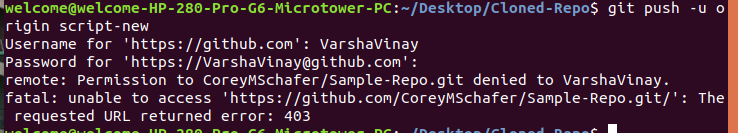 welcome@welcome-HP-280-Pro-G6-Microtower-PC:~/Desktop/Cloned-Repo$ git push -u o
rigin script-new
Username for 'https://github.com': VarshaVinay
Password for 'https://VarshaVinay@github.com':
remote: Permission to CoreyMSchafer/Sample-Repo.git denied to VarshaVinay.
fatal: unable to access 'https://github.com/CoreyMSchafer/Sample-Repo.git/': The
 requested URL returned error: 403
welcome@welcome-HP-280-Pro-G6-Microtower-PC:~/Desktop/Cloned-Repo$